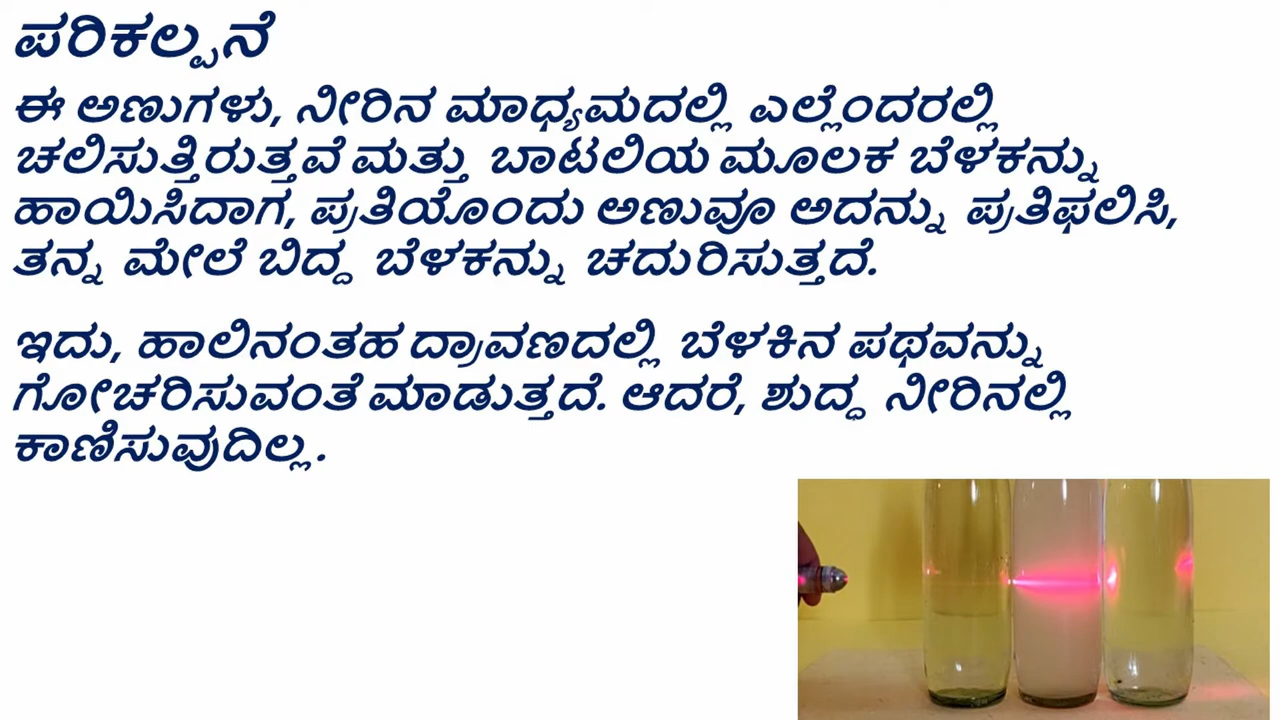 ಪರಿಕಲ್ಪನೆ
ಈ ಅಣುಗಳು, ನೀರಿನ ಮಾಧ್ಯಮದಲ್ಲಿ ಎಲ್ಲೆಂದರಲ್ಲಿ
ಚಲಿಸುತ್ತಿರುತ್ತವೆ ಮತ್ತು ಬಾಟಲಿಯ ಮೂಲಕ ಬೆಳಕನ್ನು
ಹಾಯಿಸಿದಾಗ, ಪ್ರತಿಯೊಂದು ಅಣುವೂ ಅದನ್ನು ಪ್ರತಿಫಲಿಸಿ,
ತನ್ನ ಮೇಲೆ ಬಿದ್ದ ಬೆಳಕನ್ನು ಚದುರಿಸುತ್ತದೆ.
ಇದು, ಹಾಲಿನಂತಹ ದ್ರಾವಣದಲ್ಲಿ ಬೆಳಕಿನ ಪಥವನ್ನು
ಗೋಚರಿಸುವಂತೆ ಮಾಡುತ್ತದೆ. ಆದರೆ, ಶುದ್ಧ ನೀರಿನಲ್ಲಿ
ಕಾಣಿಸುವುದಿಲ್ಲ.